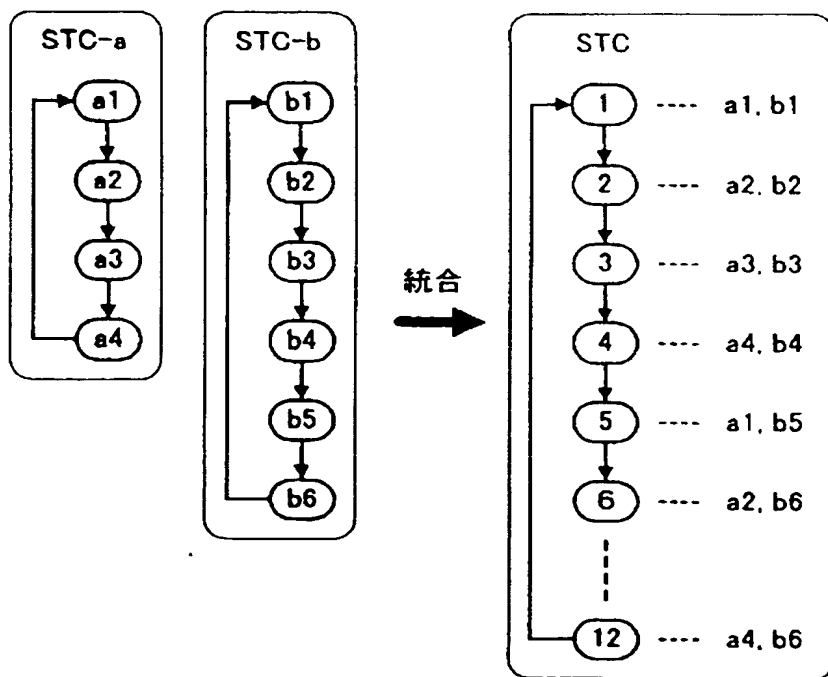 STC-a
a1
a2
a3
a4
STC-b
b1
b2
b3
b4
b5
b6
統合
STC
1 ---- a1, b1
2 ---- a2, b2
3 ---- a3, b3
4 ---- a4, b4
5 ---- a1, b5
6 ---- a2, b6
12 ---- a4, b6